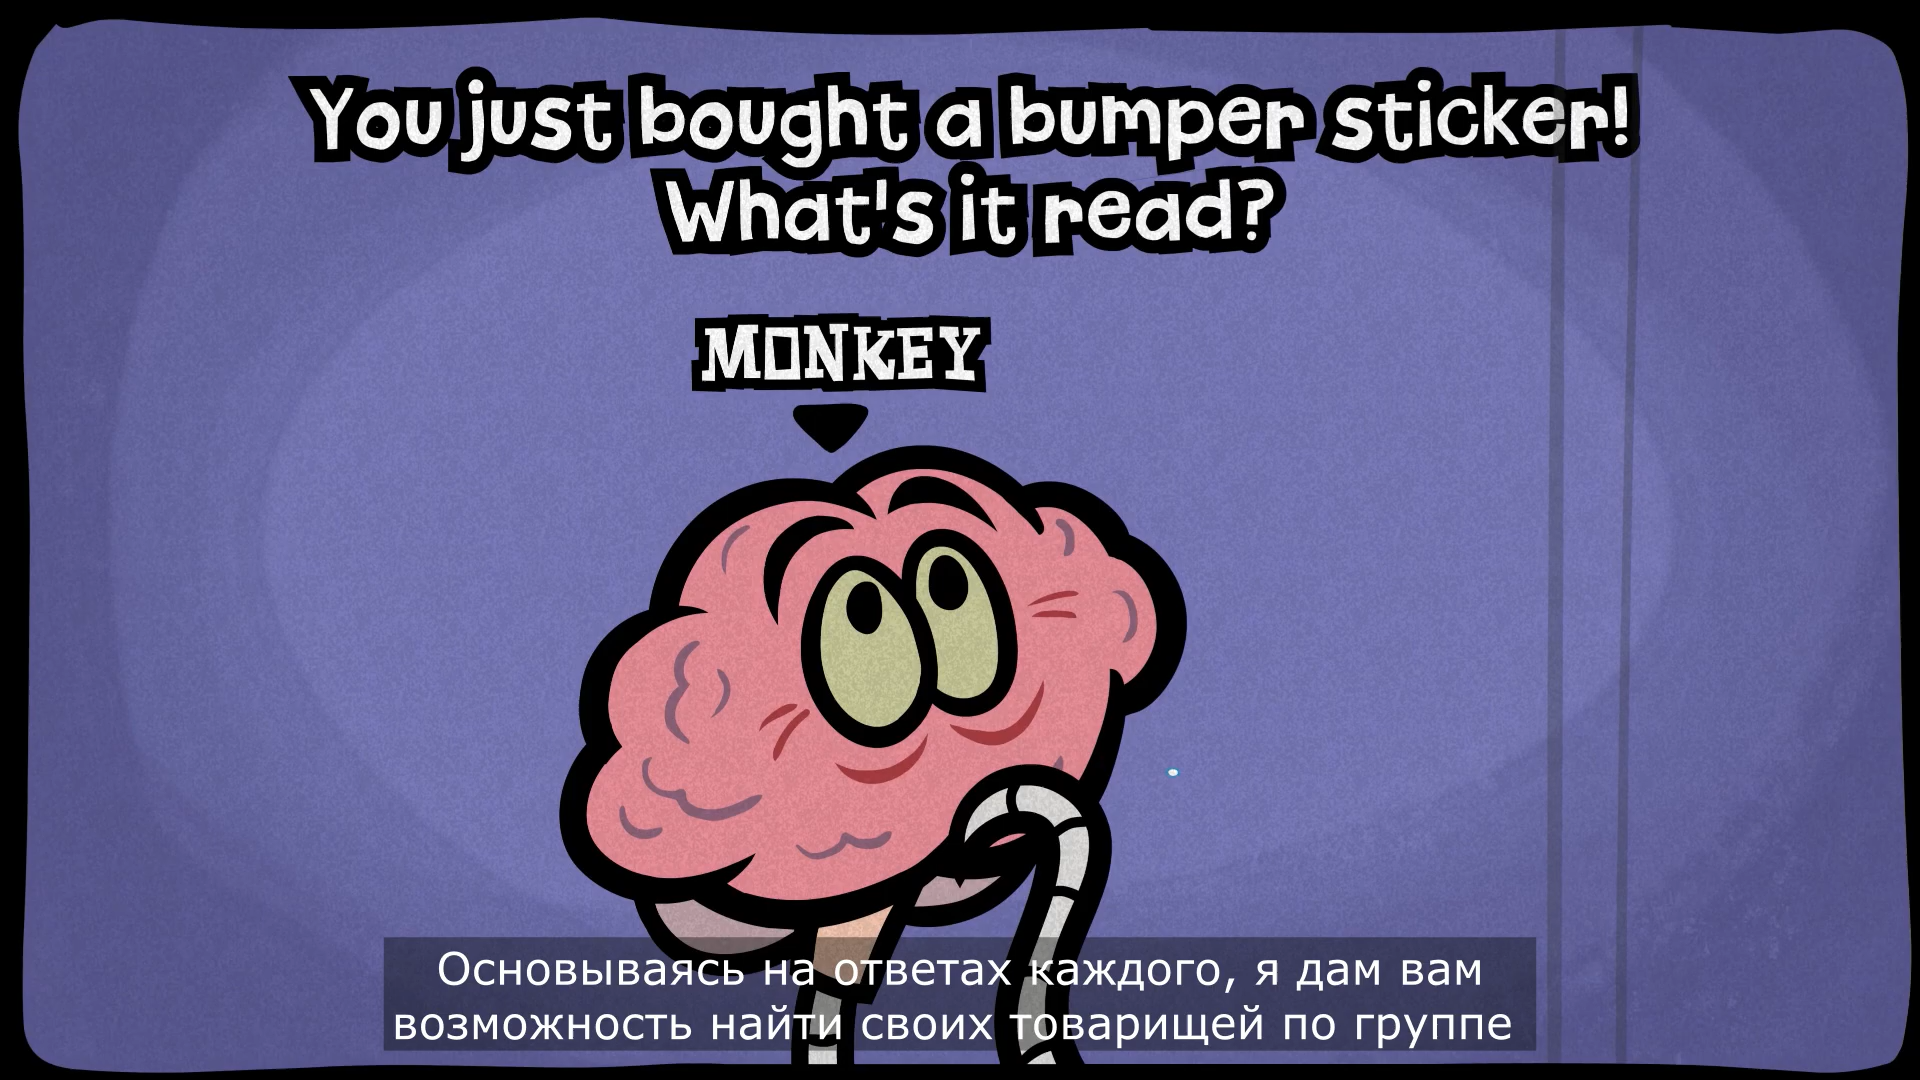 You just bought a bumper sticker!
What's it read?
MONKEY
Основываясь на ответах каждого, я дам вам
возможность найти своих товарищей по группе